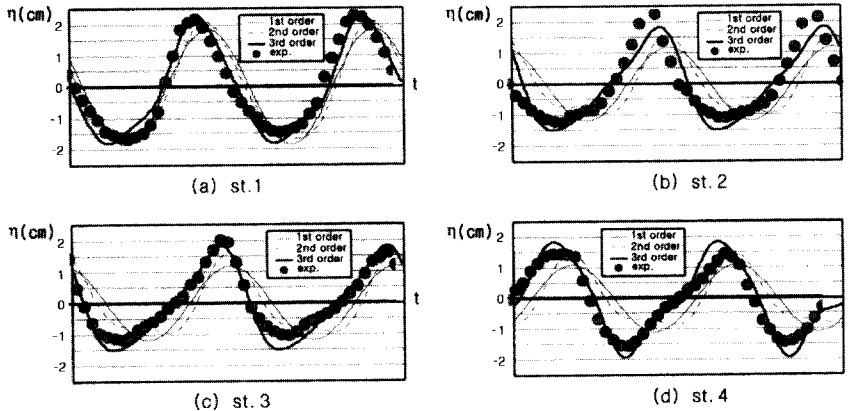 η(cm)
2
1
0
-1
-2
1st order
2nd order
3rd order
exp.
t
(a) st.1
η(cm)
2
1
0
-1
-2
1st order
2nd order
3rd order
exp.
(b) st.2
η(cm)
2
1
0
-1
-2
1st order
2nd order
3rd order
exp.
t
(c) st.3
η(cm)
2
1
0
-1
-2
1st order
2nd order
3rd order
exp.
(d) st.4